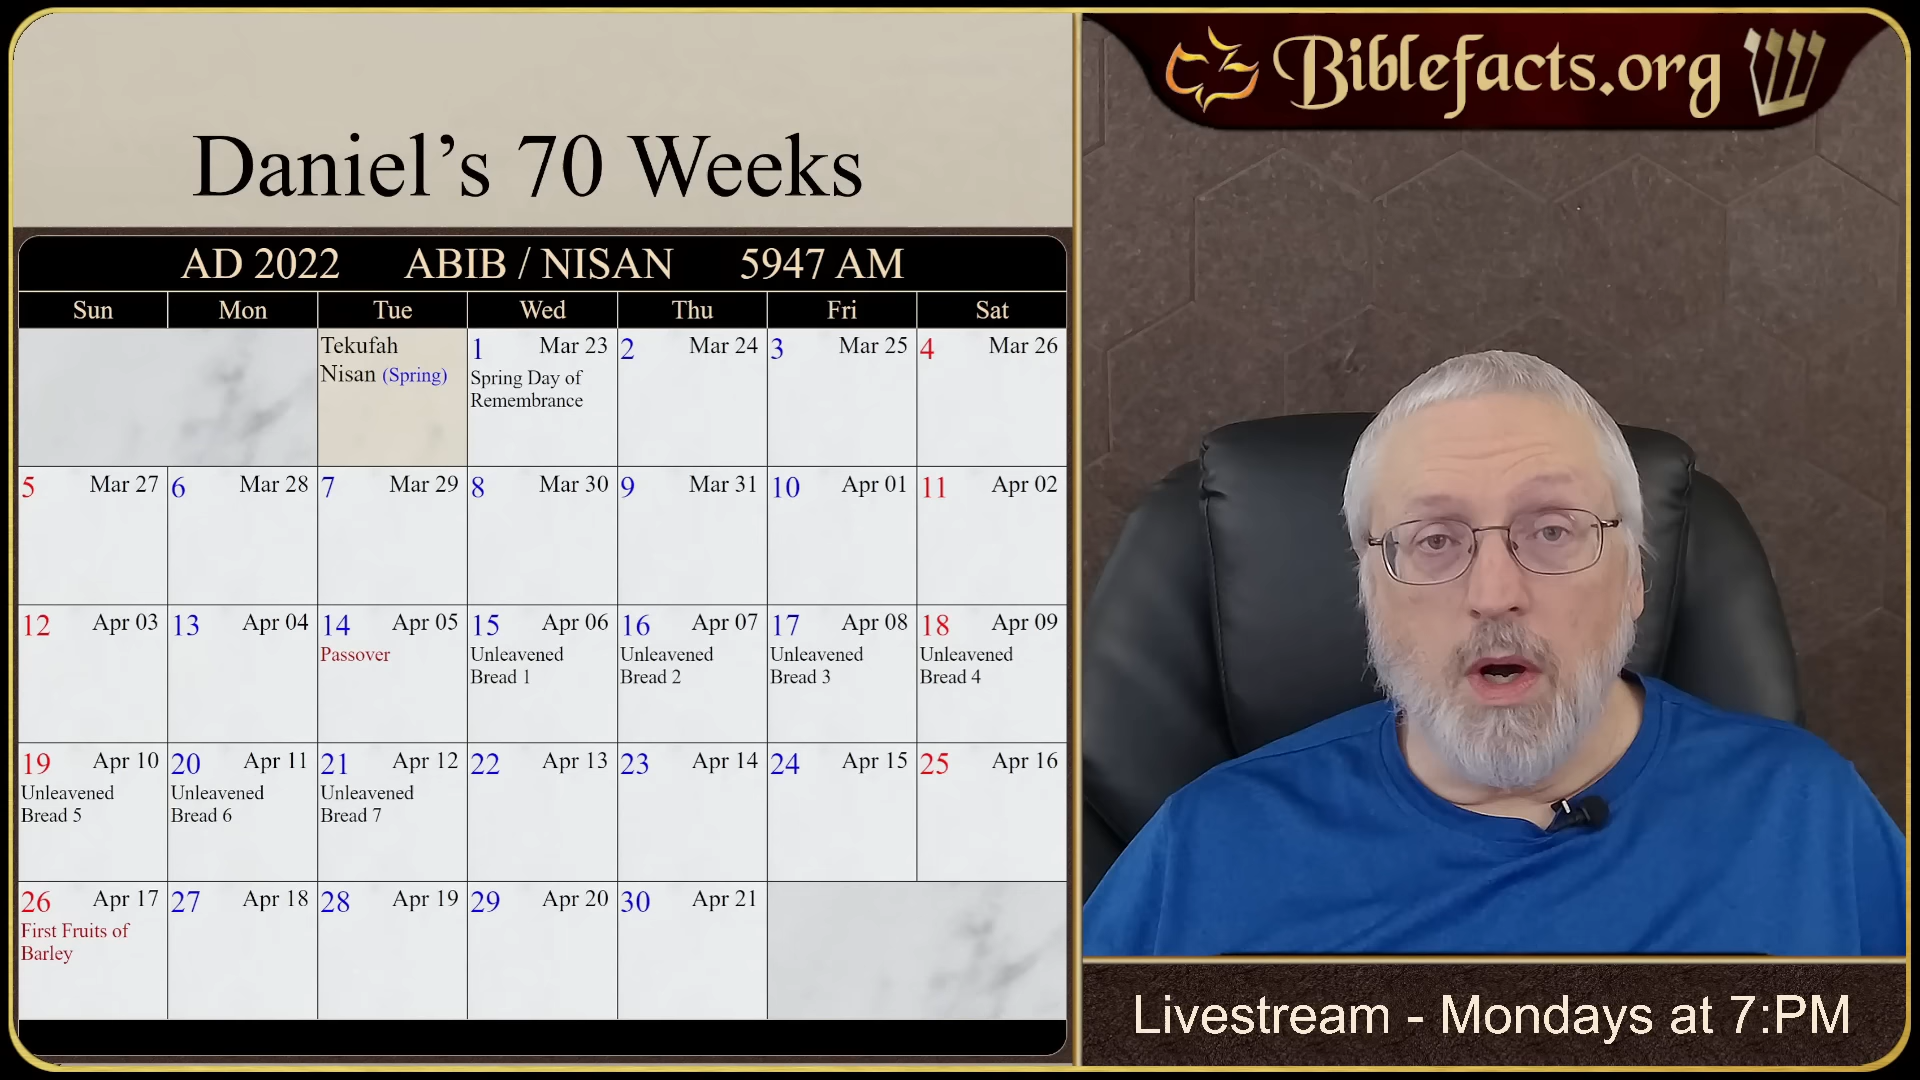 Daniel’s 70 Weeks
AD 2022 ABIB / NISAN 5947 AM
Sun Mon Tue Wed Thu Fri Sat
Tekufah
Nisan (Spring)
1 Mar 23
Spring Day of
Remembrance
2 Mar 24
3 Mar 25
4 Mar 26
5 Mar 27
6 Mar 28
7 Mar 29
8 Mar 30
9 Mar 31
10 Apr 01
11 Apr 02
12 Apr 03
13 Apr 04
14 Apr 05
Passover
15 Apr 06
Unleavened
Bread 1
16 Apr 07
Unleavened
Bread 2
17 Apr 08
Unleavened
Bread 3
18 Apr 09
Unleavened
Bread 4
19 Apr 10
Unleavened
Bread 5
20 Apr 11
Unleavened
Bread 6
21 Apr 12
Unleavened
Bread 7
22 Apr 13
23 Apr 14
24 Apr 15
25 Apr 16
26 Apr 17
First Fruits of
Barley
27 Apr 18
28 Apr 19
29 Apr 20
30 Apr 21
Biblefacts.org ש
Livestream - Mondays at 7:PM